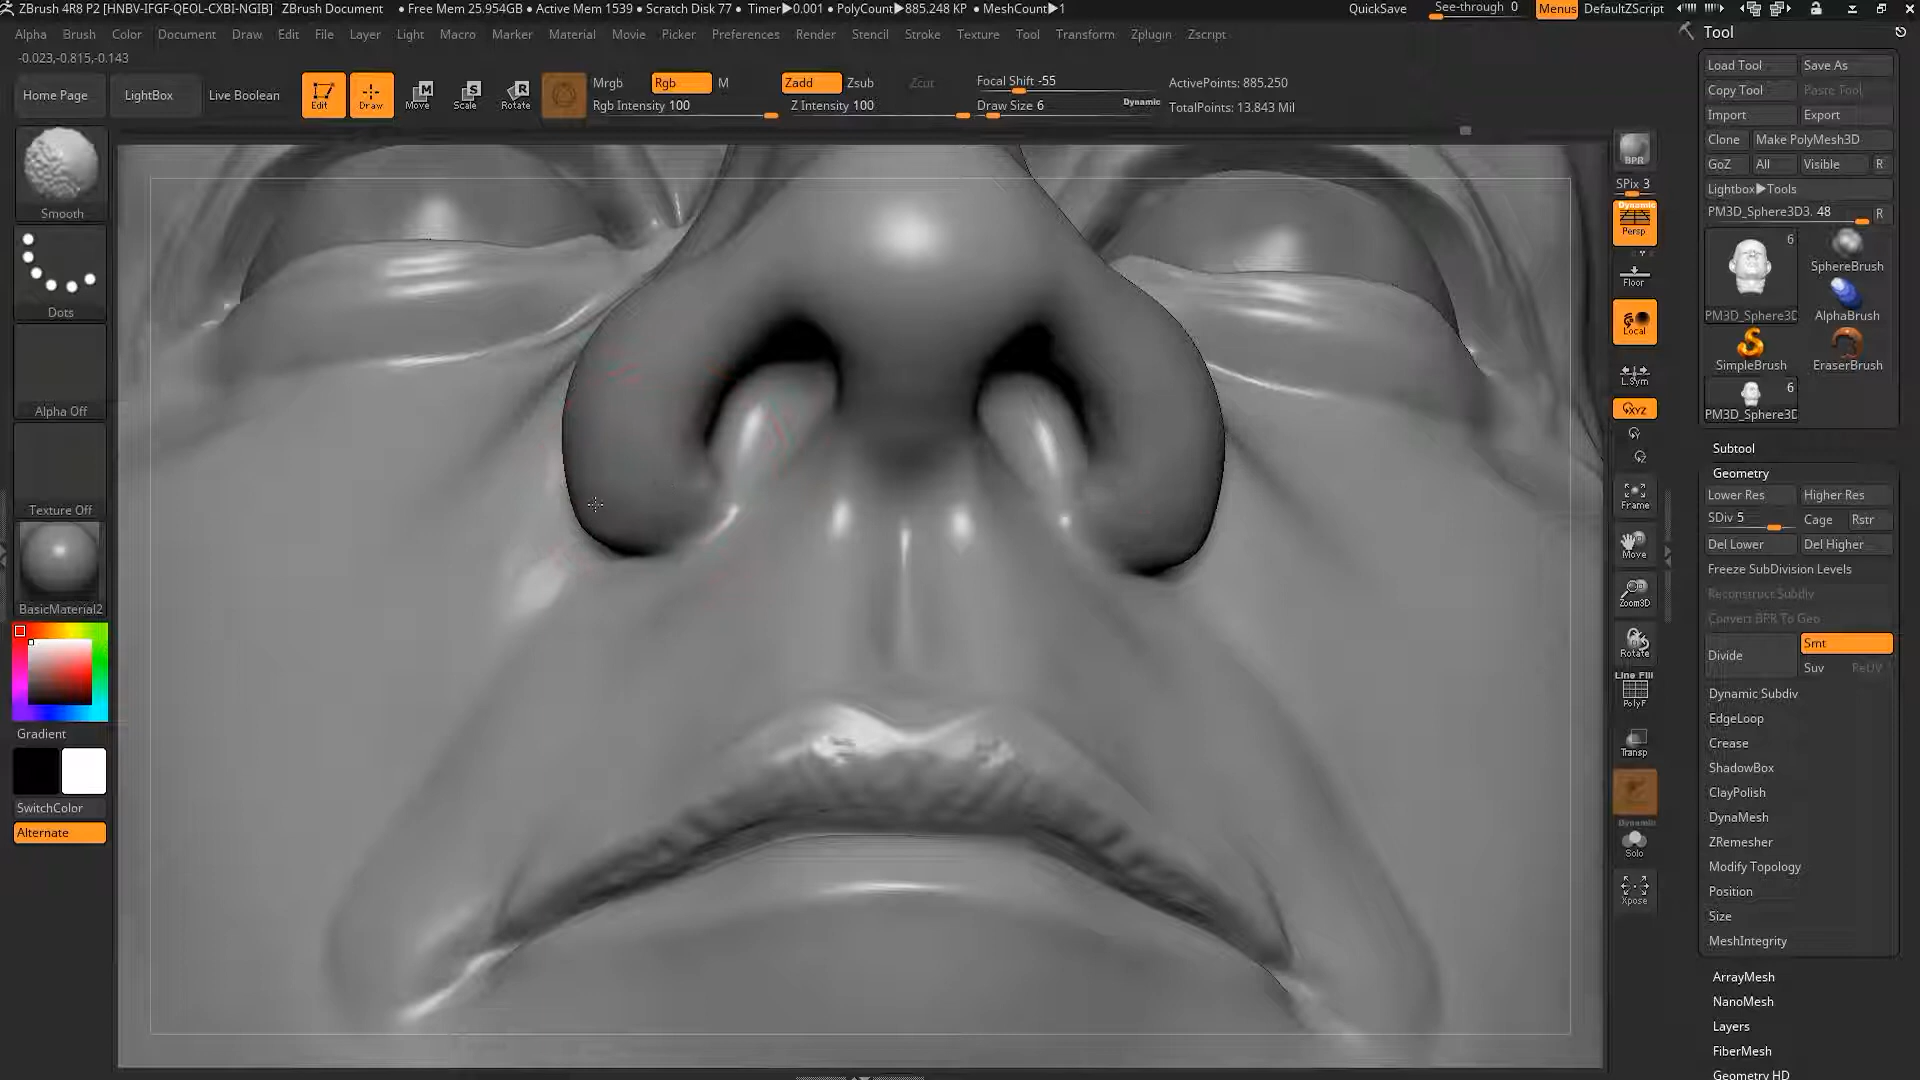 ZBrush 4R8 P2 [HNBV-IFGF-QEOL-CXBI-NGIB] ZBrush Document • Free Mem 25.954GB • Active Mem 1539 • Scratch Disk 77 • Timer▶0.001 • PolyCount▶885.248 KP • MeshCount▶1 QuickSave See-through 0 Menus DefaultZScript
Alpha Brush Color Document Draw Edit File Layer Light Macro Marker Material Movie Picker Preferences Render Stencil Stroke Texture Tool Transform Zplugin Zscript
Tool
-0.023,-0.815,-0.143
Home Page LightBox Live Boolean Edit Draw Move Scale Rotate
Mrgb Rgb M Zadd Zsub Zcut Focal Shift -55 ActivePoints: 885,250
Rgb Intensity 100 Z Intensity 100 Draw Size 6 Dynamic TotalPoints: 13.843 Mil
Smooth
Dots
Alpha Off
Texture Off
BasicMaterial2
Gradient
SwitchColor
Alternate
BPR
SPix 3
Dynamic
Persp
Floor
Local
L.Sym
XYZ
Frame
Move
Zoom3D
Rotate
Line Fill
PolyF
Transp
Dynamic
Solo
Xpose
Load Tool Save As
Copy Tool Paste Tool
Import Export
Clone Make PolyMesh3D
GoZ All Visible R
Lightbox▶Tools
PM3D_Sphere3D3. 48 R
6
SphereBrush
PM3D_Sphere3D AlphaBrush
SimpleBrush EraserBrush
6
PM3D_Sphere3D
Subtool
Geometry
Lower Res Higher Res
SDiv 5 Cage Rstr
Del Lower Del Higher
Freeze SubDivision Levels
Reconstruct Subdiv
Convert BPR To Geo
Divide Smt
Suv ReUV
Dynamic Subdiv
EdgeLoop
Crease
ShadowBox
ClayPolish
DynaMesh
ZRemesher
Modify Topology
Position
Size
MeshIntegrity
ArrayMesh
NanoMesh
Layers
FiberMesh
Geometry HD